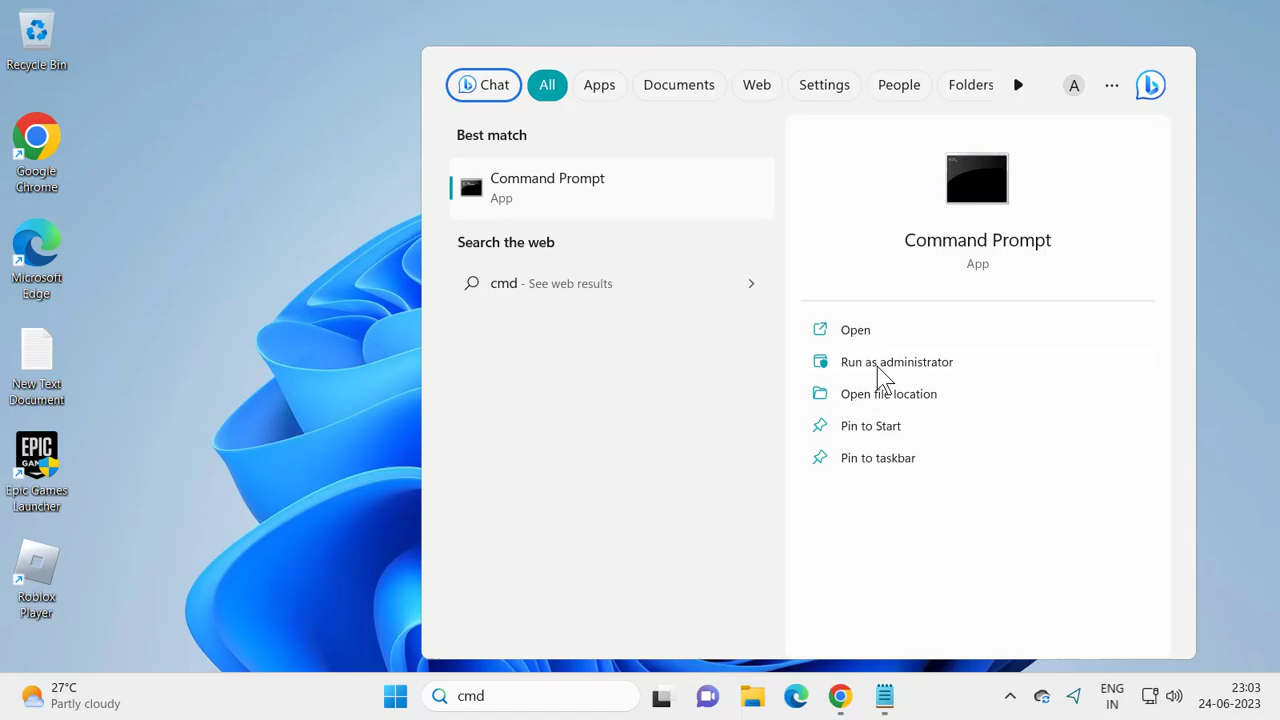 Recycle Bin
Google
Chrome
Microsoft
Edge
New Text
Document
EPIC
GAMES
Epic Games
Launcher
Roblox
Player
Chat
All
Apps
Documents
Web
Settings
People
Folders
A
...
Best match
Command Prompt
App
Search the web
cmd - See web results
Command Prompt
App
Open
Run as administrator
Open file location
Pin to Start
Pin to taskbar
27°C
Partly cloudy
cmd
ENG
IN
23:03
24-06-2023